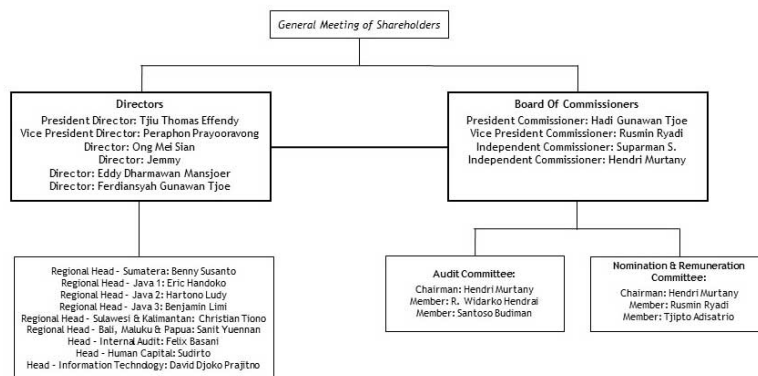 General Meeting of Shareholders
Directors
President Director: Tjiu Thomas Effendy
Vice President Director: Peraphon Prayooravong
Director: Ong Mei Sian
Director: Jemmy
Director: Eddy Dharmawan Mansjoer
Director: Ferdiansyah Gunawan Tjoe
Board Of Commissioners
President Commissioner: Hadi Gunawan Tjoe
Vice President Commissioner: Rusmin Ryadi
Independent Commissioner: Suparman S.
Independent Commissioner: Hendri Murtany
Regional Head - Sumatera: Benny Susanto
Regional Head - Java 1: Eric Handoko
Regional Head - Java 2: Hartono Ludy
Regional Head - Java 3: Benjamin Limi
Regional Head - Sulawesi & Kalimantan: Christian Tiono
Regional Head - Bali, Maluku & Papua: Sanit Yuennan
Head - Internal Audit: Felix Basani
Head - Human Capital: Sudirto
Head - Information Technology: David Djoko Prajitno
Audit Committee:
Chairman: Hendri Murtany
Member: R. Widarko Hendrai
Member: Santoso Budiman
Nomination & Remuneration
Committee:
Chairman: Hendri Murtany
Member: Rusmin Ryadi
Member: Tjipto Adisatrio